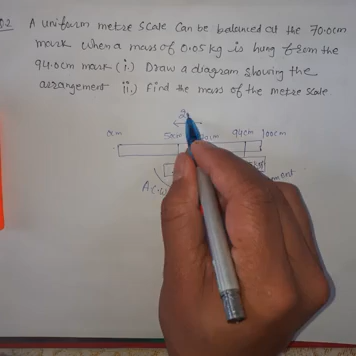 Q2 A uniform metre scale can be balanced at the 70.0cm
mark when a mass of 0.05 kg is hung from the
94.0cm mark (i.) Draw a diagram showing the
arrangement ii.) Find the mass of the metre scale
0cm 50cm 94cm 100cm